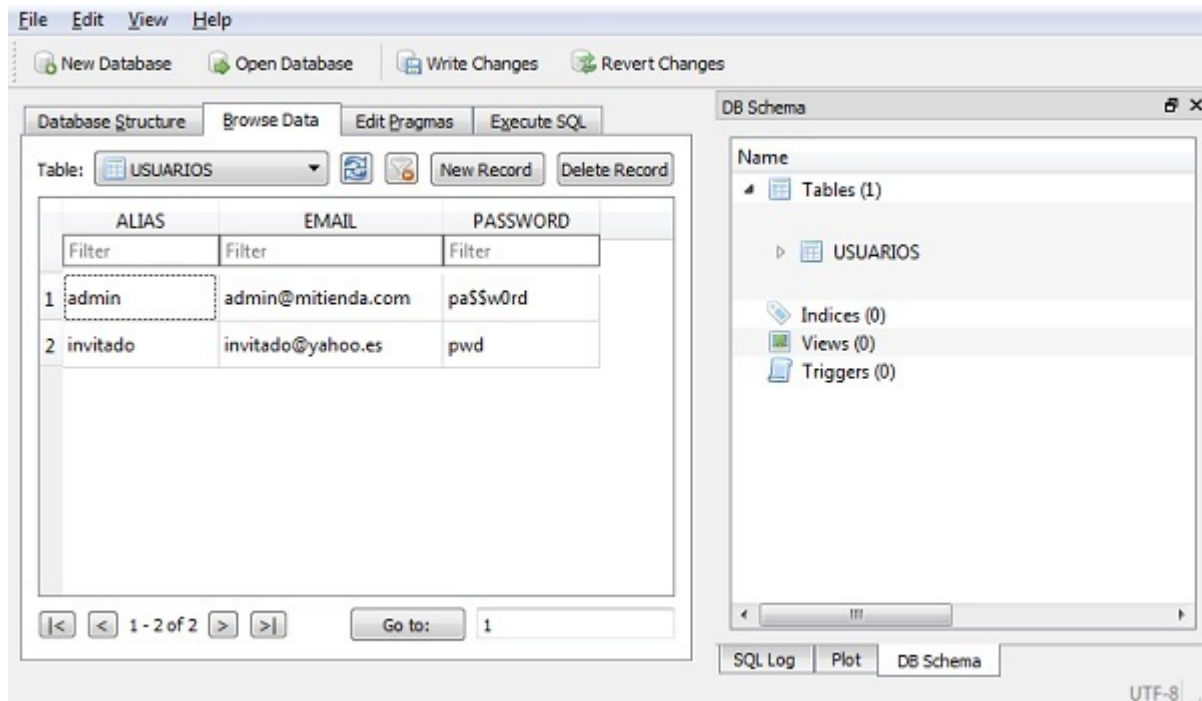 File Edit View Help
New Database Open Database Write Changes Revert Changes
Database Structure Browse Data Edit Pragmas Execute SQL
Table: USUARIOS New Record Delete Record
ALIAS EMAIL PASSWORD
Filter Filter Filter
1 admin admin@mitienda.com pa$$w0rd
2 invitado invitado@yahoo.es pwd
|< < 1 - 2 of 2 > >| Go to: 1
DB Schema
Name
Tables (1)
USUARIOS
Indices (0)
Views (0)
Triggers (0)
SQL Log Plot DB Schema
UTF-8